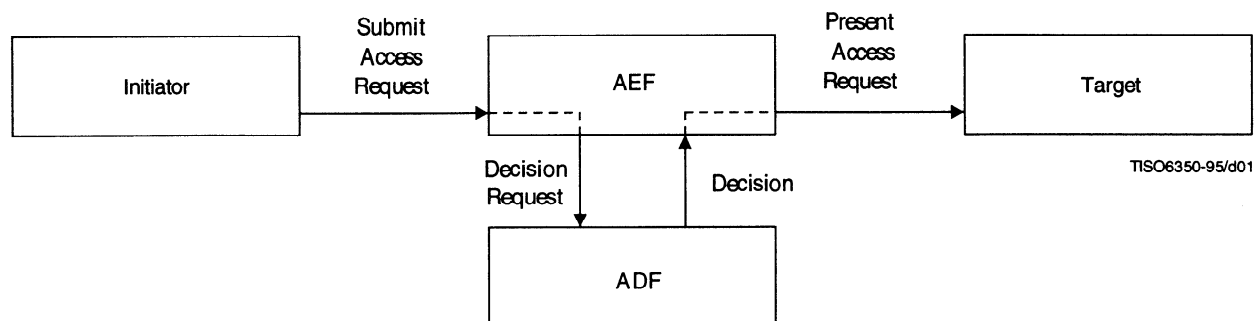 Submit
Access
Request
Present
Access
Request
Initiator
AEF
Target
TISO6350-95/d01
Decision
Request
Decision
ADF